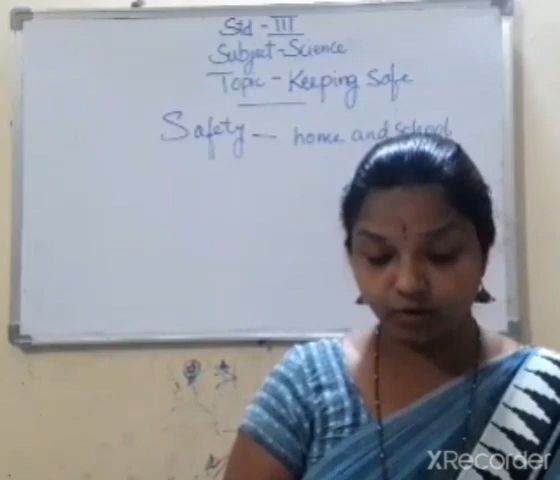 Std - III
Subject - Science
Topic - Keeping Safe
Safety - home and school
XRecorder